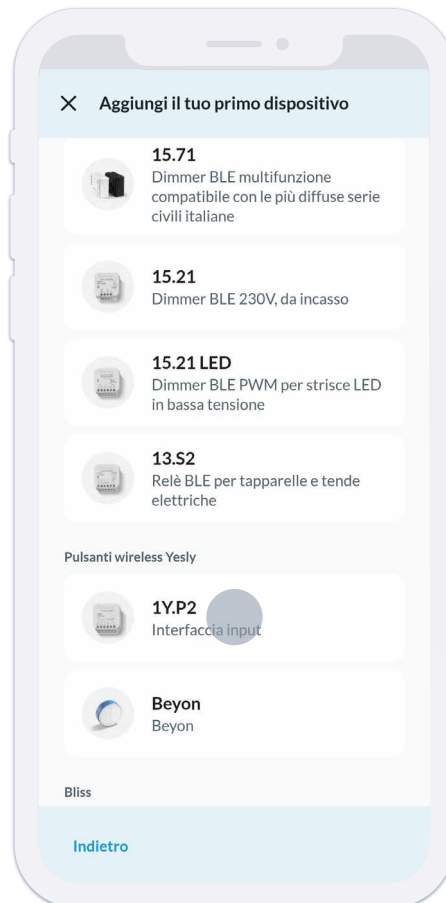 Aggiungi il tuo primo dispositivo
15.71
Dimmer BLE multifunzione
compatibile con le più diffuse serie
civili italiane
15.21
Dimmer BLE 230V, da incasso
15.21 LED
Dimmer BLE PWM per strisce LED
in bassa tensione
13.S2
Relè BLE per tapparelle e tende
elettriche
Pulsanti wireless Yesly
1Y.P2
Interfaccia input
Beyon
Beyon
Bliss
Indietro